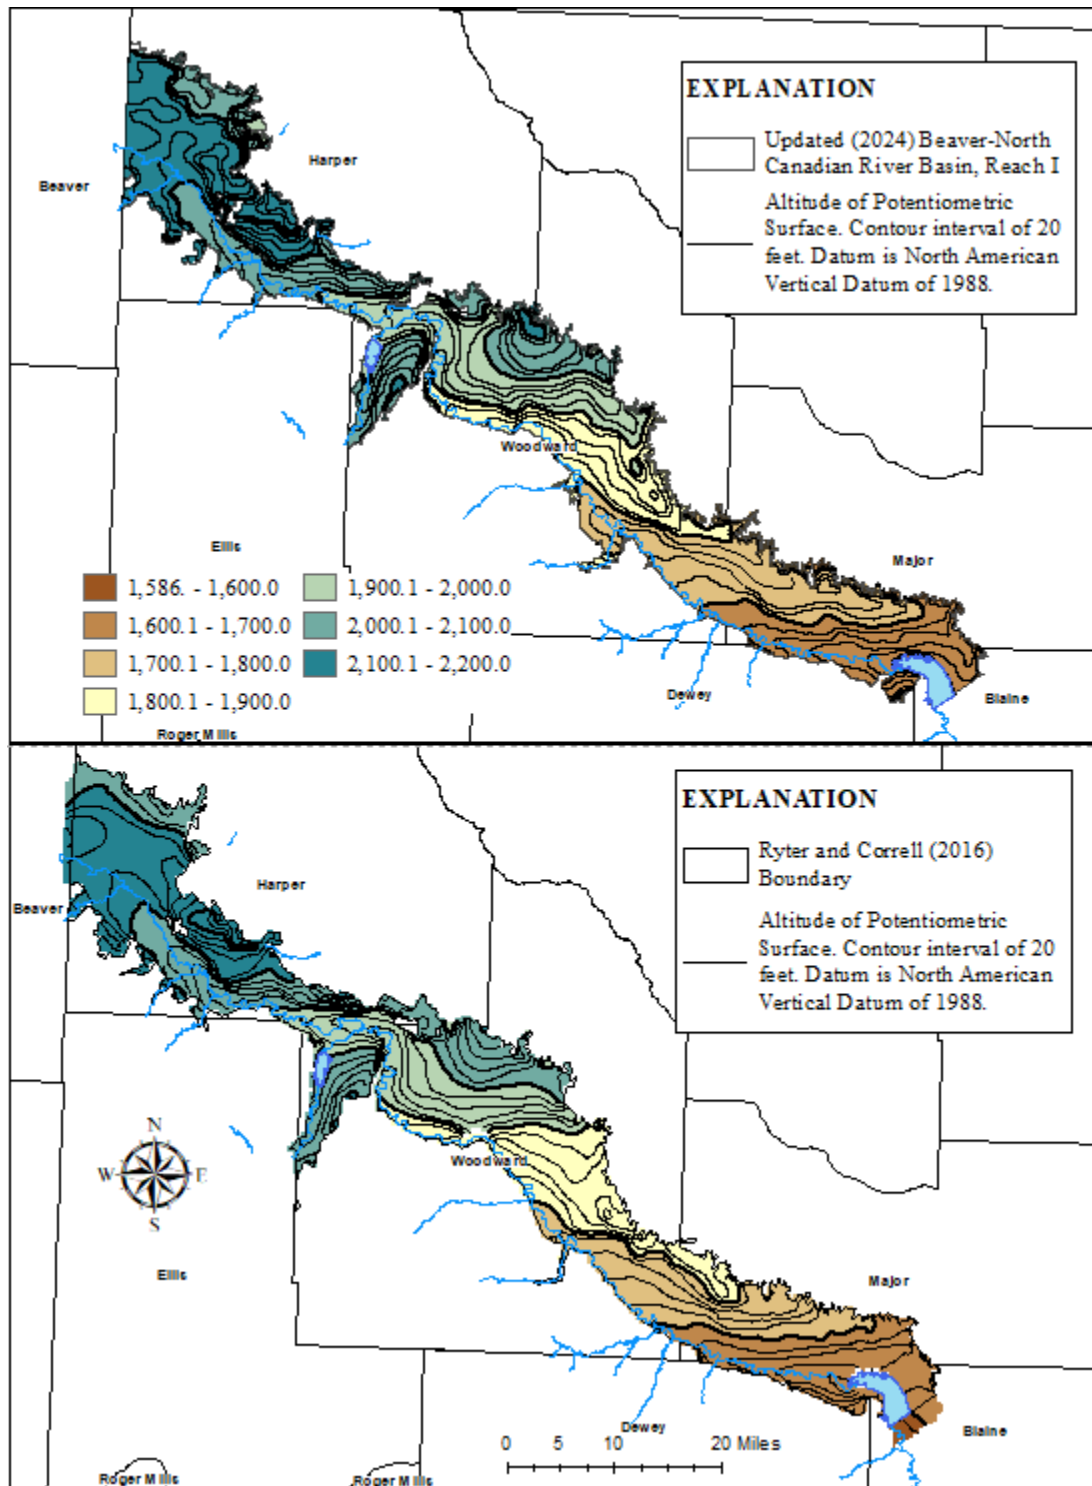 EXPLANATION
Updated (2024) Beaver-North
Canadian River Basin, Reach I
Altitude of Potentiometric
Surface. Contour interval of 20
feet. Datum is North American
Vertical Datum of 1988.
Harper
Beaver
Woodward
Ellis
Major
1,586. - 1,600.0
1,600.1 - 1,700.0
1,700.1 - 1,800.0
1,800.1 - 1,900.0
1,900.1 - 2,000.0
2,000.1 - 2,100.0
2,100.1 - 2,200.0
Dewey
Blaine
Roger Mills
EXPLANATION
Ryter and Correll (2016)
Boundary
Altitude of Potentiometric
Surface. Contour interval of 20
feet. Datum is North American
Vertical Datum of 1988.
Harper
Beaver
N
W E
S
Woodward
Ellis
Major
Dewey
Blaine
0 5 10 20 Miles
Roger Mills
Roger Mills